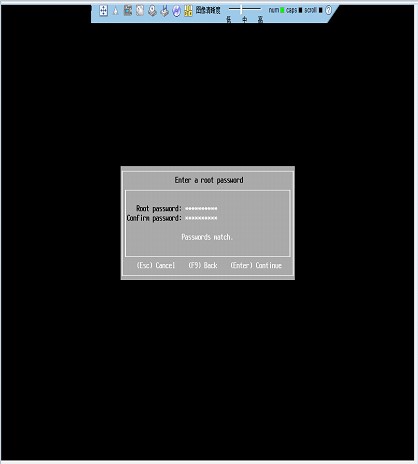 图像清晰度
低 中 高
num caps scroll
Enter a root password
Root password: **********
Confirm password: **********
Passwords match.
(Esc) Cancel (F9) Back (Enter) Continue